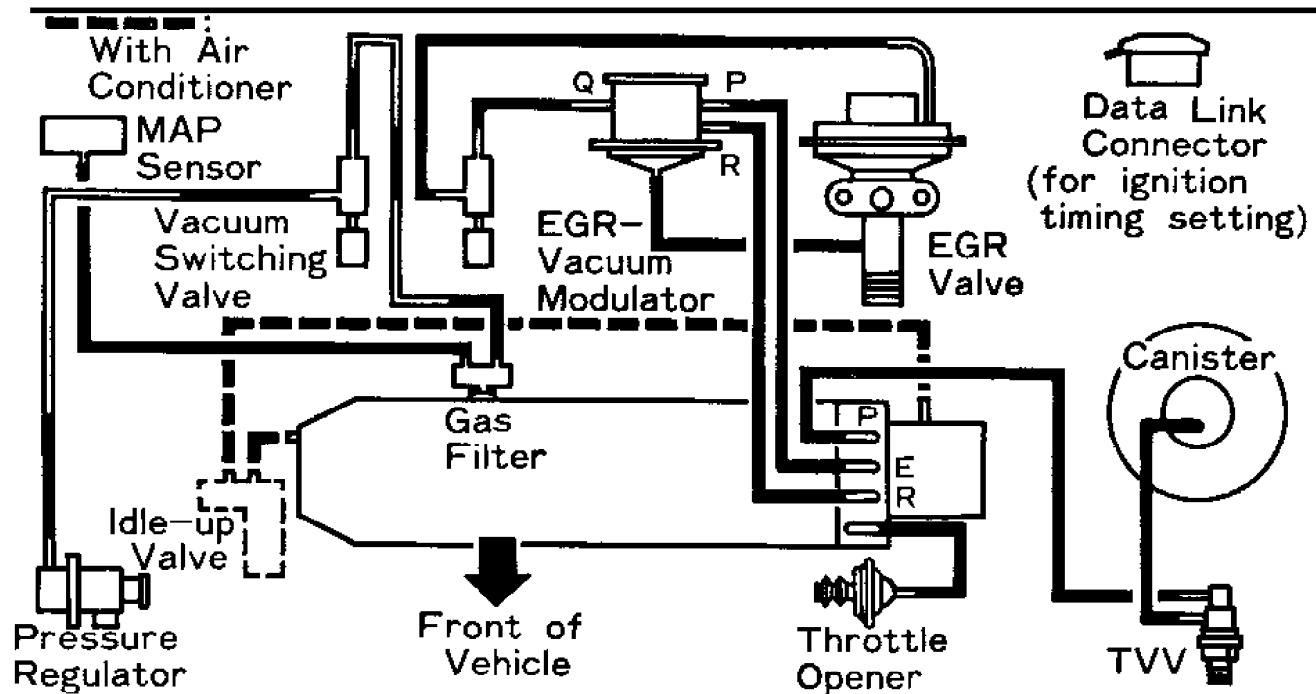 With Air
Conditioner
MAP
Sensor
Vacuum
Switching
Valve
Q
P
R
EGR-
Vacuum
Modulator
EGR
Valve
Data Link
Connector
(for ignition
timing setting)
Gas
Filter
P
E
R
Canister
Idle-up
Valve
Pressure
Regulator
Front of
Vehicle
Throttle
Opener
TVV